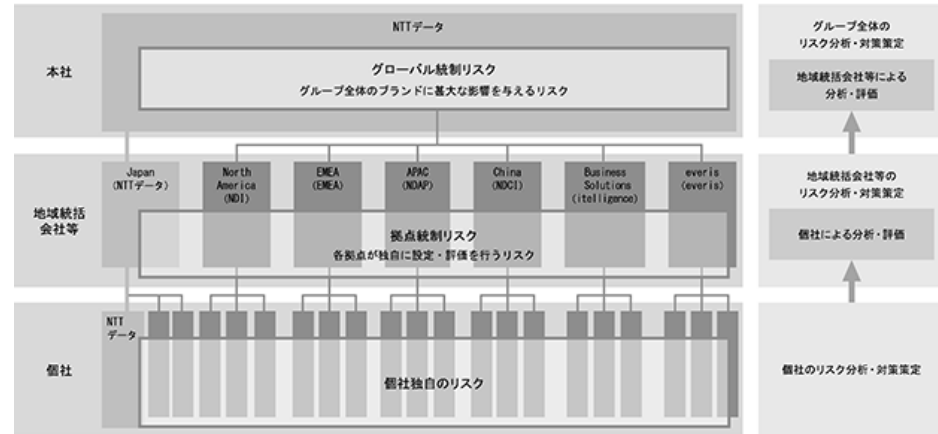 本社
NTTデータ
グローバル統制リスク
グループ全体のブランドに甚大な影響を与えるリスク
グループ全体の
リスク分析・対策策定
地域統括会社等による
分析・評価
地域統括
会社等
Japan
(NTTデータ)
North
America
(NDI)
EMEA
(EMEA)
APAC
(NDAP)
China
(NDCI)
Business
Solutions
(itelligence)
everis
(everis)
拠点統制リスク
各拠点が独自に設定・評価を行うリスク
地域統括会社等の
リスク分析・対策策定
個社による分析・評価
個社
NTT
データ
個社独自のリスク
個社のリスク分析・対策策定